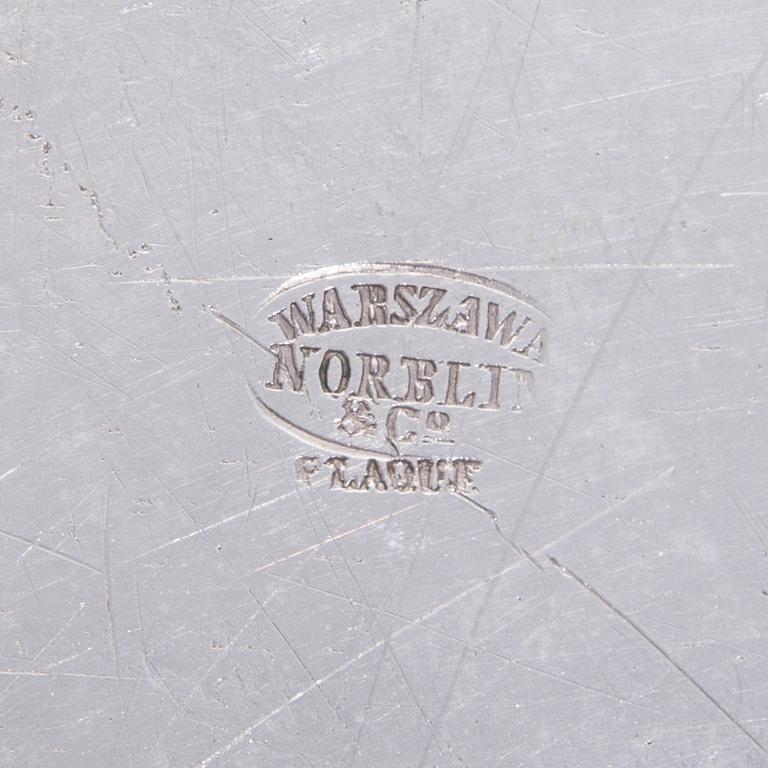 WARSZAWA
NORBLIN
& Cº
PLAQUE